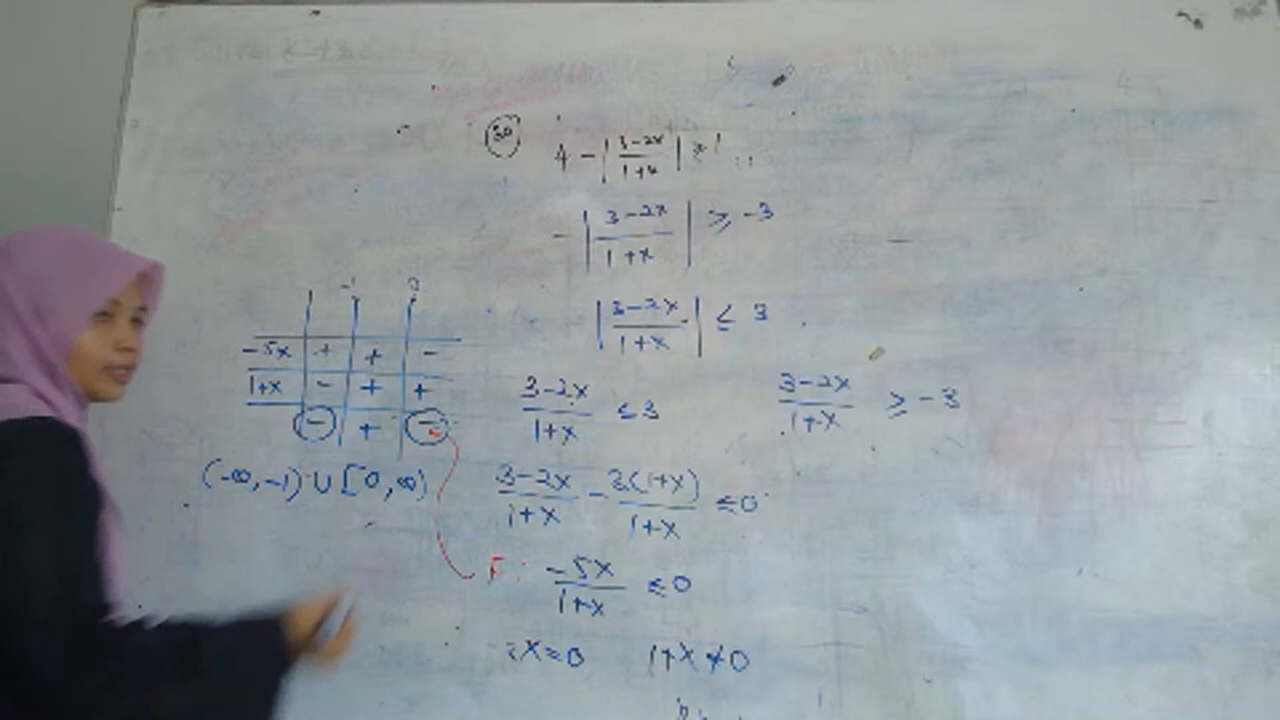 30
4 - | (3-2x)/(1+x) | ≥ 1
- | (3-2x)/(1+x) | ≥ -3
| (3-2x)/(1+x) | ≤ 3
-1 0
-5x + + -
1+x - + +
- + -
(-∞,-1) ∪ [0,∞)
(3-2x)/(1+x) ≤ 3
(3-2x)/(1+x) ≥ -3
(3-2x)/(1+x) - 3(1+x)/(1+x) ≤ 0
F: -5x/(1+x) ≤ 0
x=0 1+x≠0